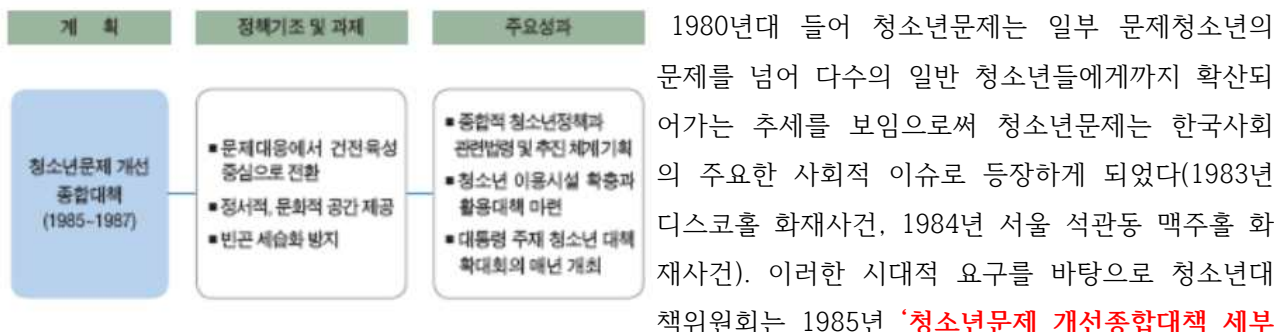 계 획
정책기조 및 과제
주요성과
청소년문제 개선
종합대책
(1985~1987)
■ 문제대응에서 건전육성
중심으로 전환
■ 정서적, 문화적 공간 제공
■ 빈곤 세습화 방지
■ 종합적 청소년정책과
관련법령 및 추진 체계 기획
■ 청소년 이용시설 확충과
활용대책 마련
■ 대통령 주재 청소년 대책
확대회의 매년 개최
1980년대 들어 청소년문제는 일부 문제청소년의
문제를 넘어 다수의 일반 청소년들에게까지 확산되
어가는 추세를 보임으로써 청소년문제는 한국사회
의 주요한 사회적 이슈로 등장하게 되었다(1983년
디스코홀 화재사건, 1984년 서울 석관동 맥주홀 화
재사건). 이러한 시대적 요구를 바탕으로 청소년대
책위원회는 1985년 ‘청소년문제 개선종합대책 세부